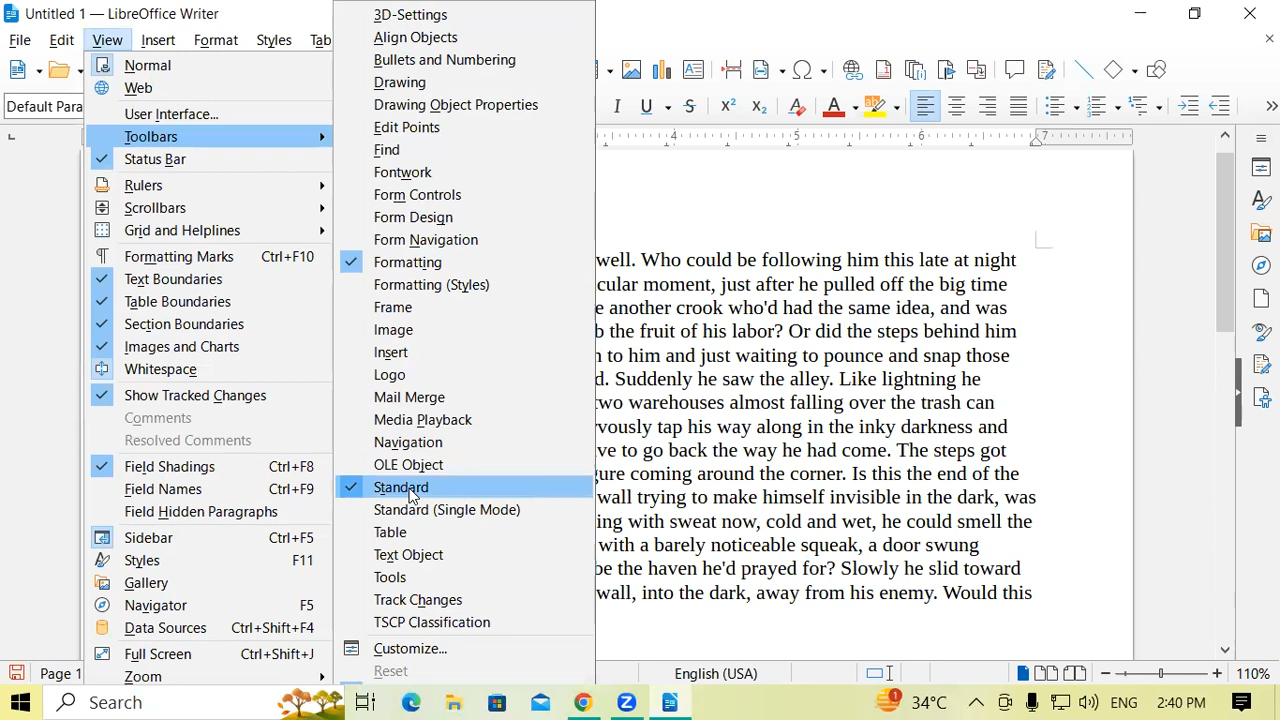 Untitled 1 — LibreOffice Writer
File Edit View Insert Format Styles Tab
Default Para
Normal
Web
User Interface...
Toolbars
Status Bar
Rulers
Scrollbars
Grid and Helplines
Formatting Marks Ctrl+F10
Text Boundaries
Table Boundaries
Section Boundaries
Images and Charts
Whitespace
Show Tracked Changes
Comments
Resolved Comments
Field Shadings Ctrl+F8
Field Names Ctrl+F9
Field Hidden Paragraphs
Sidebar Ctrl+F5
Styles F11
Gallery
Navigator F5
Data Sources Ctrl+Shift+F4
Full Screen Ctrl+Shift+J
Zoom
3D-Settings
Align Objects
Bullets and Numbering
Drawing
Drawing Object Properties
Edit Points
Find
Fontwork
Form Controls
Form Design
Form Navigation
Formatting
Formatting (Styles)
Frame
Image
Insert
Logo
Mail Merge
Media Playback
Navigation
OLE Object
Standard
Standard (Single Mode)
Table
Text Object
Tools
Track Changes
TSCP Classification
Customize...
Reset
4 5 6 7
well. Who could be following him this late at night
cular moment, just after he pulled off the big time
e another crook who'd had the same idea, and was
b the fruit of his labor? Or did the steps behind him
n to him and just waiting to pounce and snap those
d. Suddenly he saw the alley. Like lightning he
two warehouses almost falling over the trash can
rvously tap his way along in the inky darkness and
ve to go back the way he had come. The steps got
gure coming around the corner. Is this the end of the
wall trying to make himself invisible in the dark, was
ing with sweat now, cold and wet, he could smell the
with a barely noticeable squeak, a door swung
be the haven he'd prayed for? Slowly he slid toward
wall, into the dark, away from his enemy. Would this
Page 1 English (USA) 110%
Search 1 34°C ENG 2:40 PM